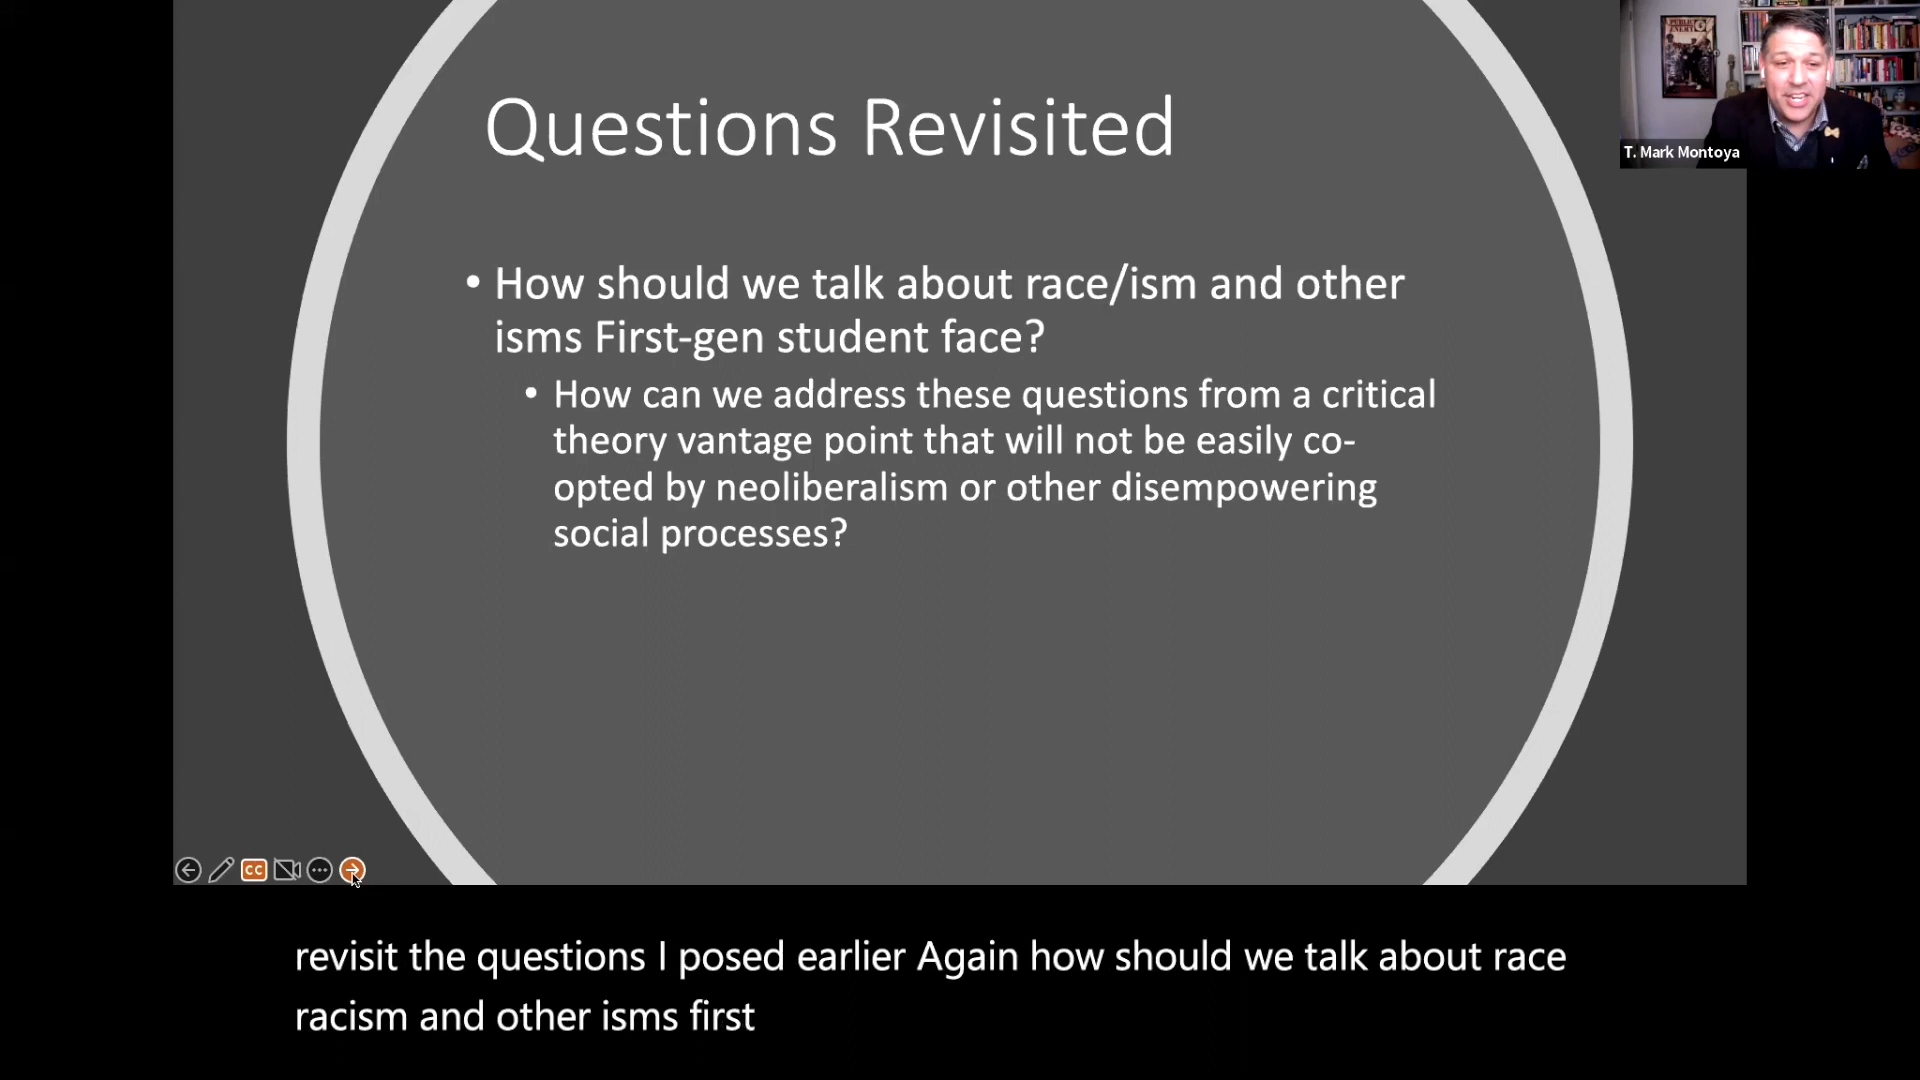 Questions Revisited
PUBLIC
ENEMY
T. Mark Montoya
• How should we talk about race/ism and other
isms First-gen student face?
• How can we address these questions from a critical
theory vantage point that will not be easily co-
opted by neoliberalism or other disempowering
social processes?
CC
revisit the questions I posed earlier Again how should we talk about race
racism and other isms first